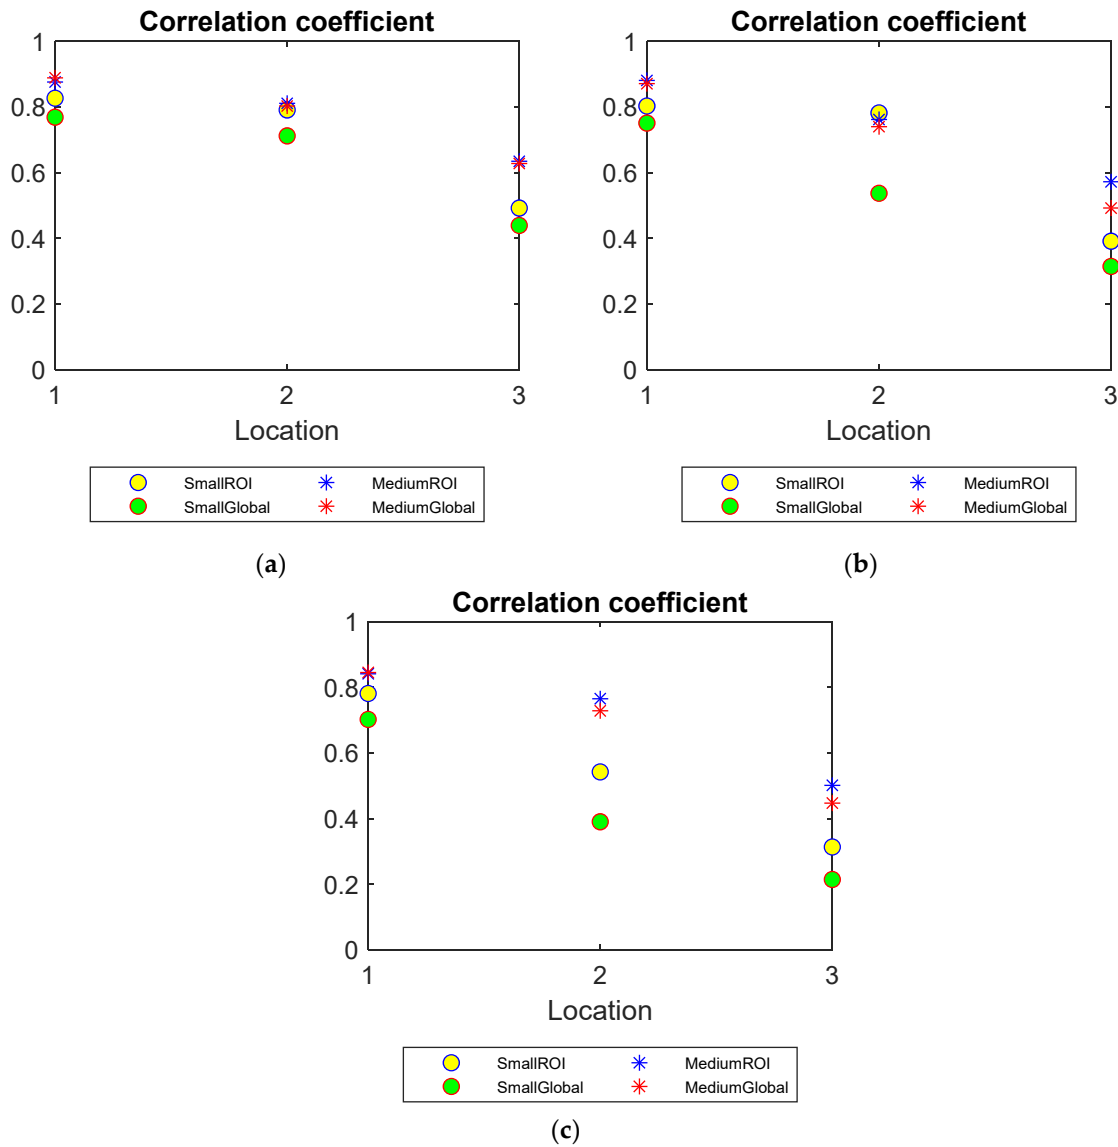 Correlation coefficient
1
0.8
0.6
0.4
0.2
0
1 2 3
Location
SmallROI MediumROI
SmallGlobal MediumGlobal
(a)
Correlation coefficient
1
0.8
0.6
0.4
0.2
0
1 2 3
Location
SmallROI MediumROI
SmallGlobal MediumGlobal
(b)
Correlation coefficient
1
0.8
0.6
0.4
0.2
0
1 2 3
Location
SmallROI MediumROI
SmallGlobal MediumGlobal
(c)